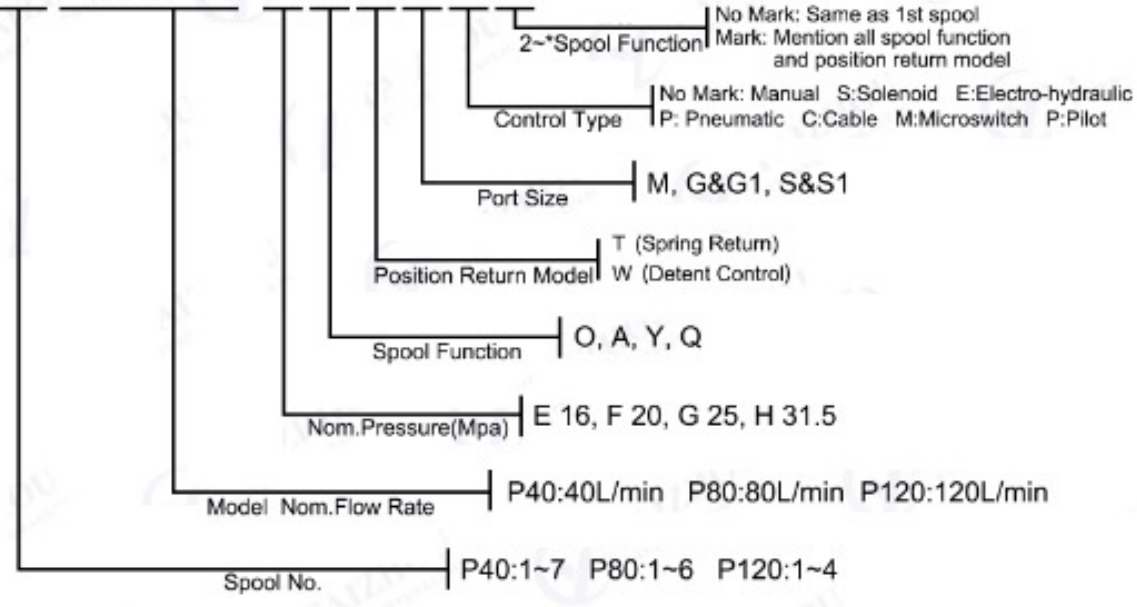 No Mark: Same as 1st spool
2~*Spool Function
Mark: Mention all spool function
and position return model
No Mark: Manual S:Solenoid E:Electro-hydraulic
Control Type
P: Pneumatic C:Cable M:Microswitch P:Pilot
Port Size
M, G&G1, S&S1
T (Spring Return)
Position Return Model
W (Detent Control)
Spool Function
O, A, Y, Q
Nom.Pressure(Mpa)
E 16, F 20, G 25, H 31.5
Model Nom.Flow Rate
P40:40L/min P80:80L/min P120:120L/min
Spool No.
P40:1~7 P80:1~6 P120:1~4